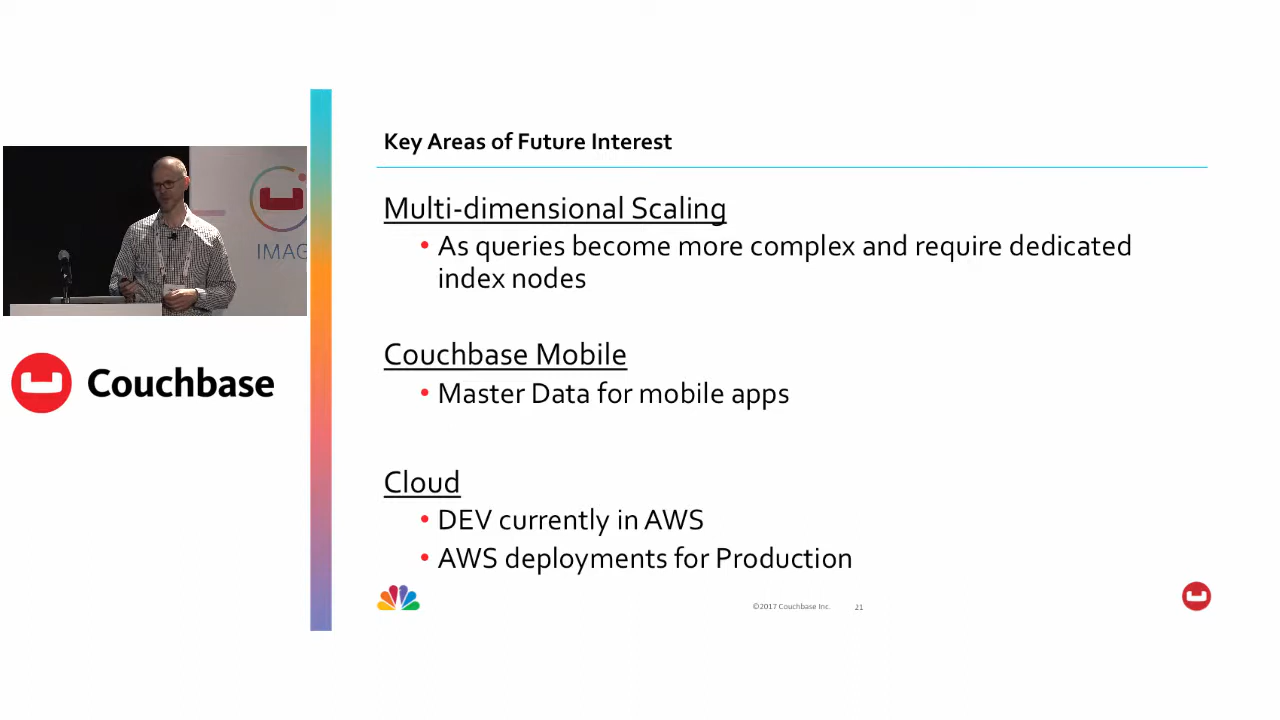 Key Areas of Future Interest
Multi-dimensional Scaling
• As queries become more complex and require dedicated
index nodes
Couchbase Mobile
• Master Data for mobile apps
Cloud
• DEV currently in AWS
• AWS deployments for Production
©2017 Couchbase Inc. 21
IMAG
Couchbase